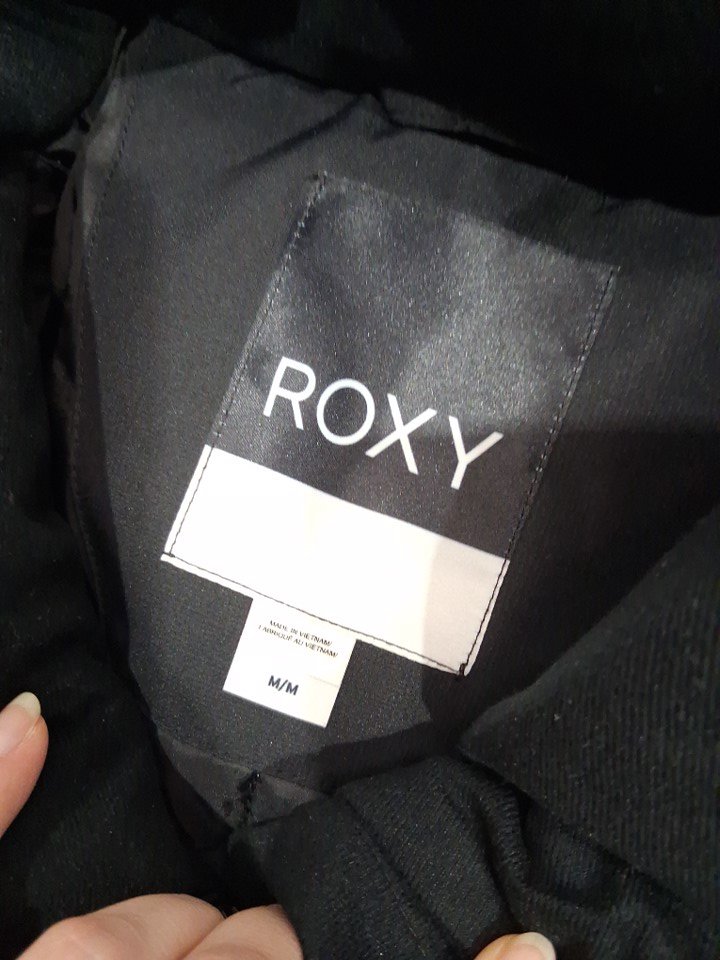 ROXY
MADE IN VIETNAM/
FABRIQUÉ AU VIETNAM/
M/M